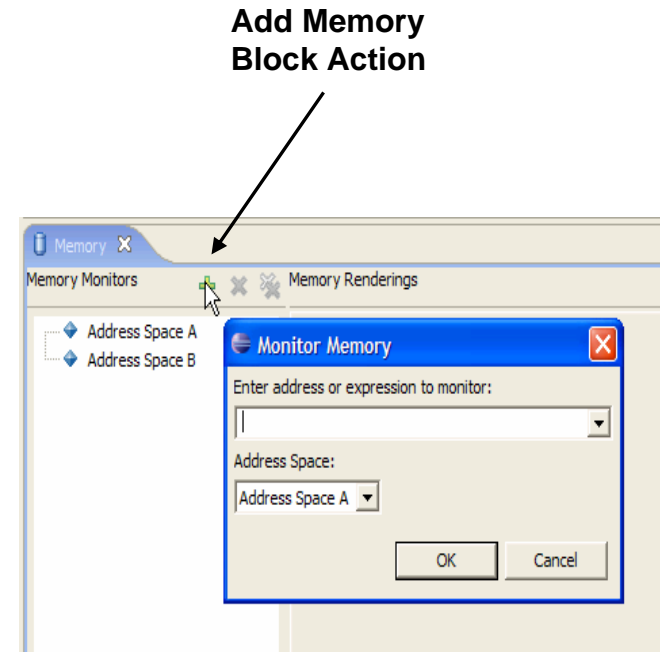 Add Memory
Block Action
Memory
Memory Monitors
Memory Renderings
Address Space A
Address Space B
Monitor Memory
Enter address or expression to monitor:
Address Space:
Address Space A
OK Cancel